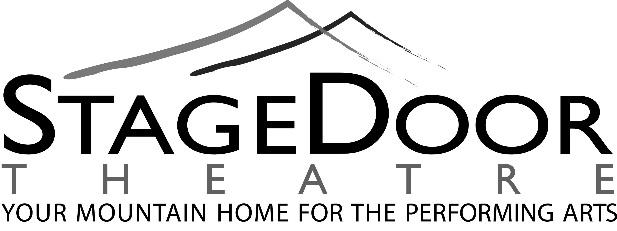 STAGEDOOR
THEATRE
YOUR MOUNTAIN HOME FOR THE PERFORMING ARTS